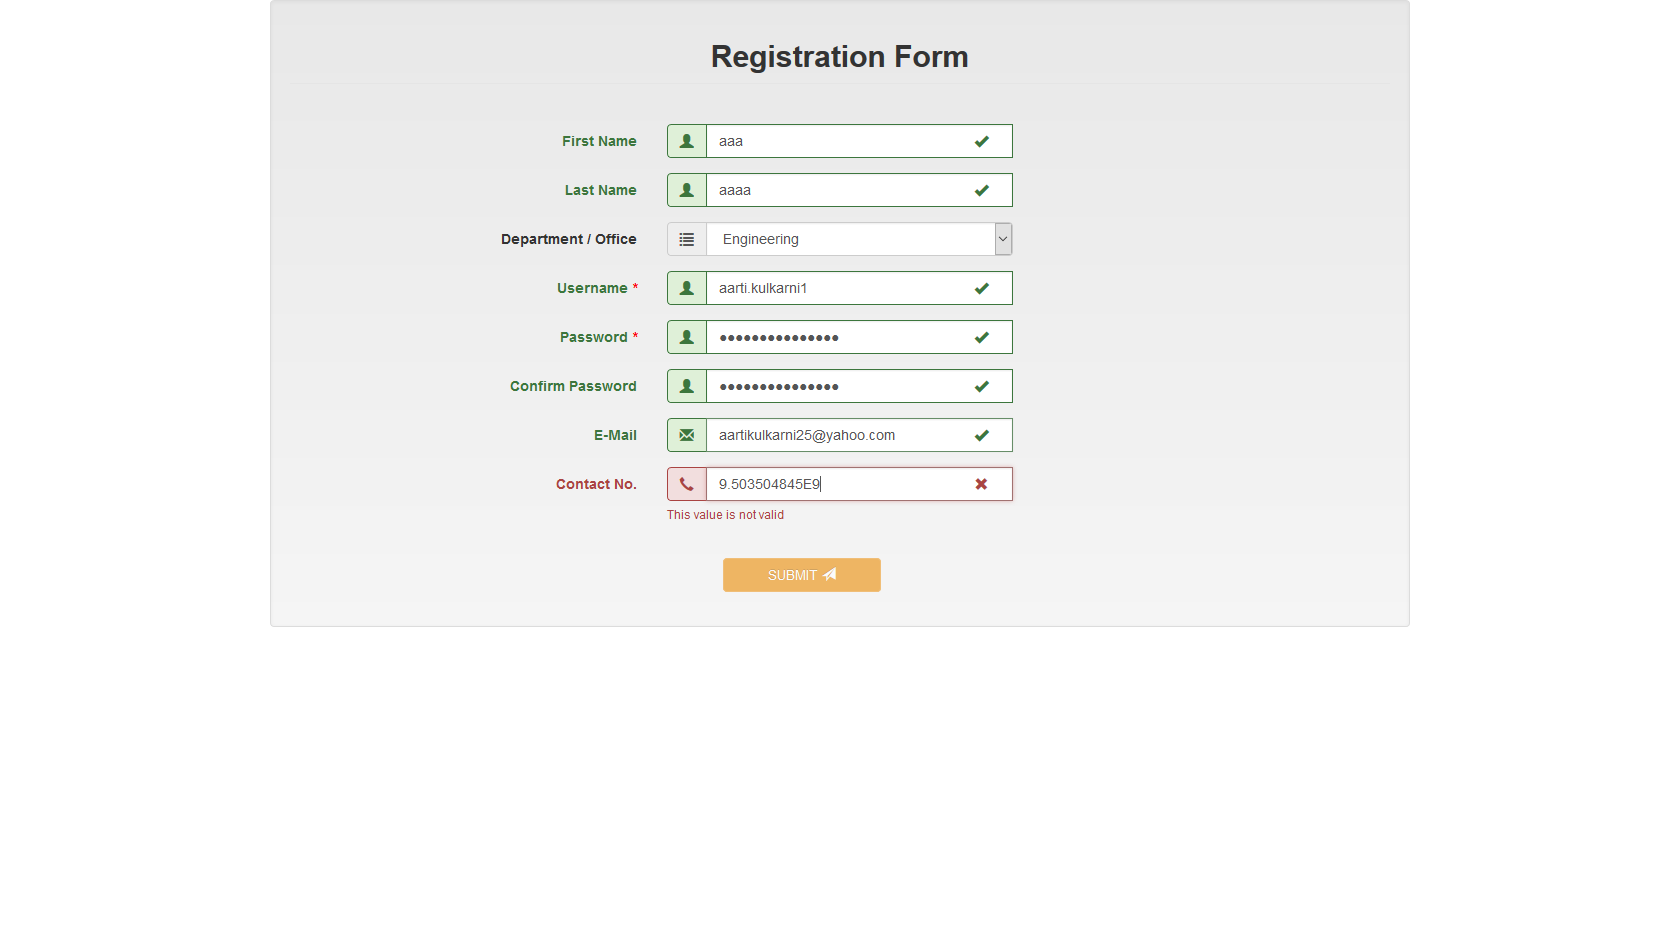 Registration Form
First Name aaa
Last Name aaaa
Department / Office Engineering
Username * aarti.kulkarni1
Password * •••••••••••••••
Confirm Password •••••••••••••••
E-Mail aartikulkarni25@yahoo.com
Contact No. 9.503504845E9
This value is not valid
SUBMIT